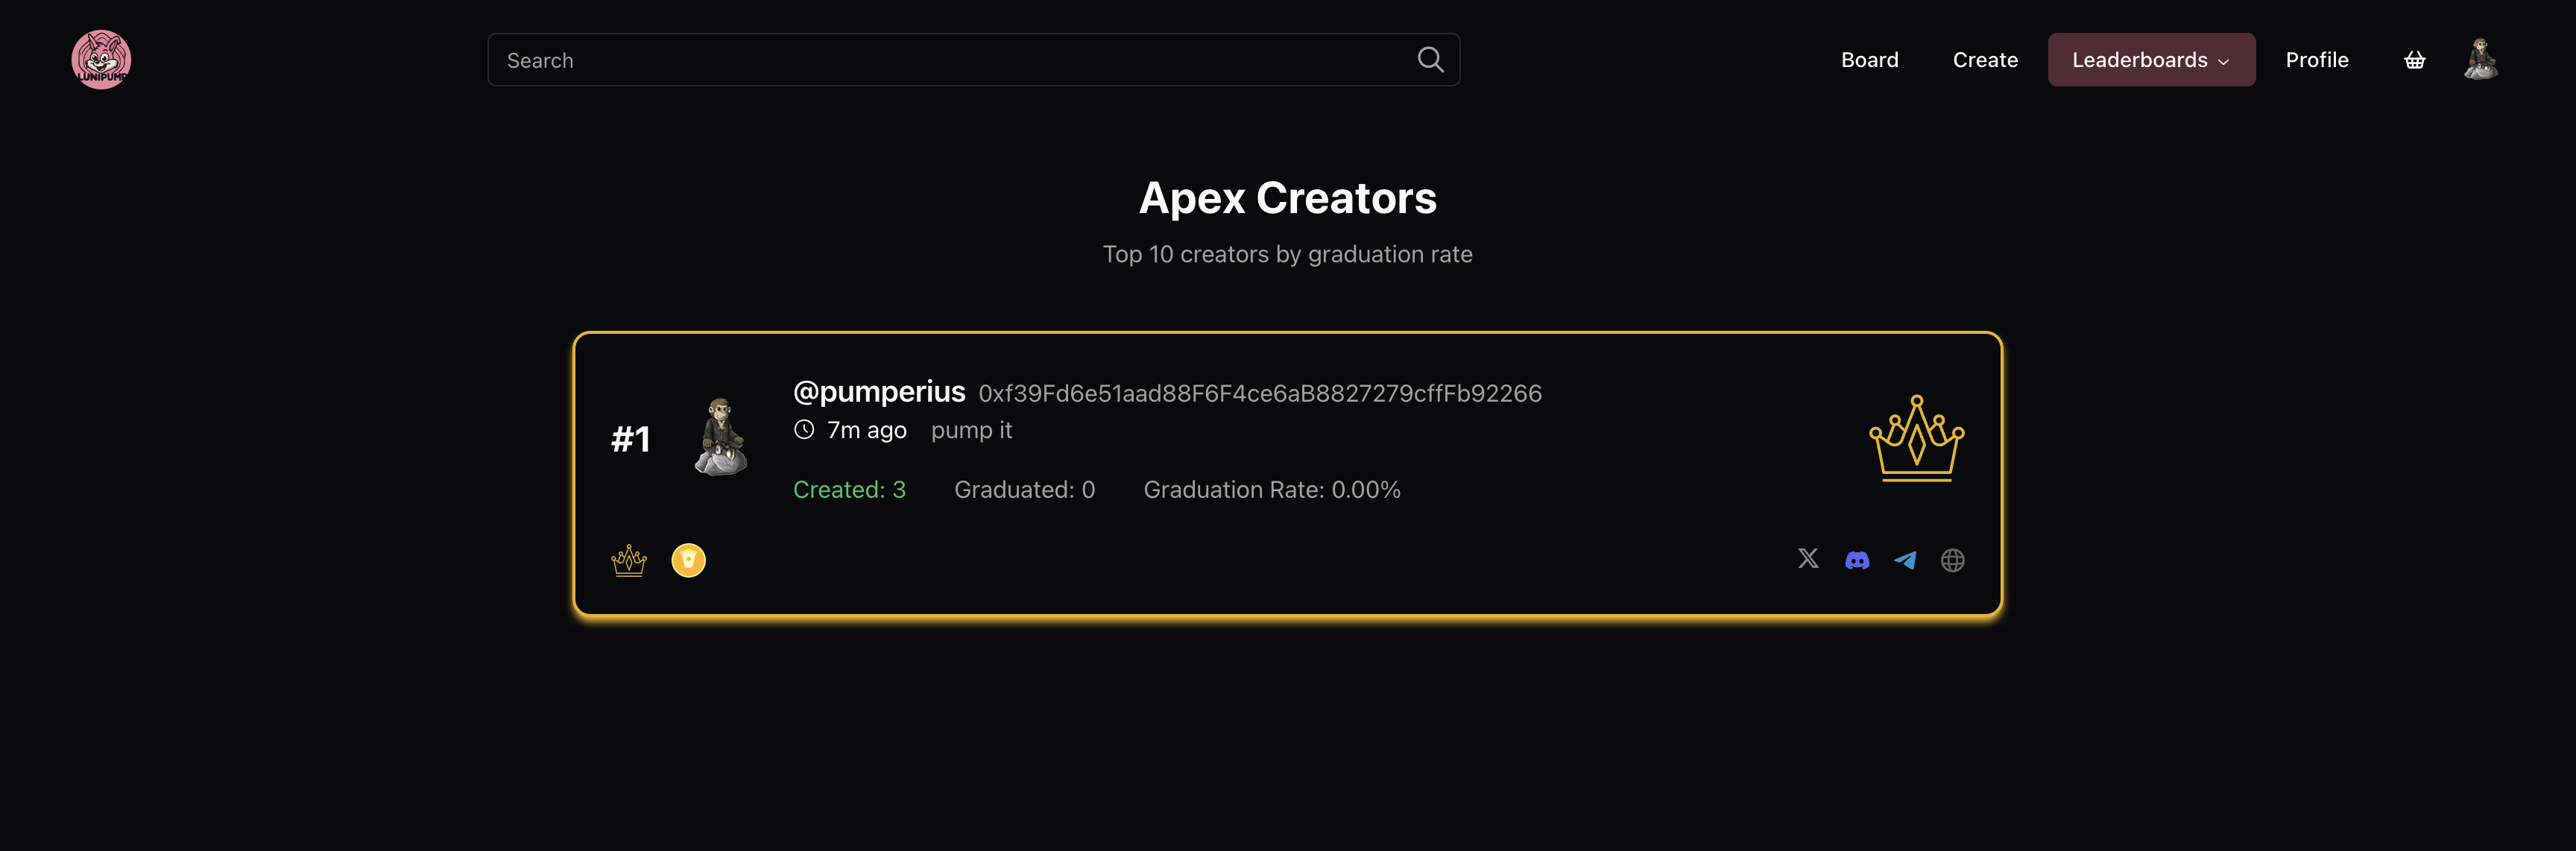 LUNIPUMP
Search
Board
Create
Leaderboards
Profile
Apex Creators
Top 10 creators by graduation rate
#1
@pumperius 0xf39Fd6e51aad88F6F4ce6aB8827279cffFb92266
7m ago pump it
Created: 3 Graduated: 0 Graduation Rate: 0.00%